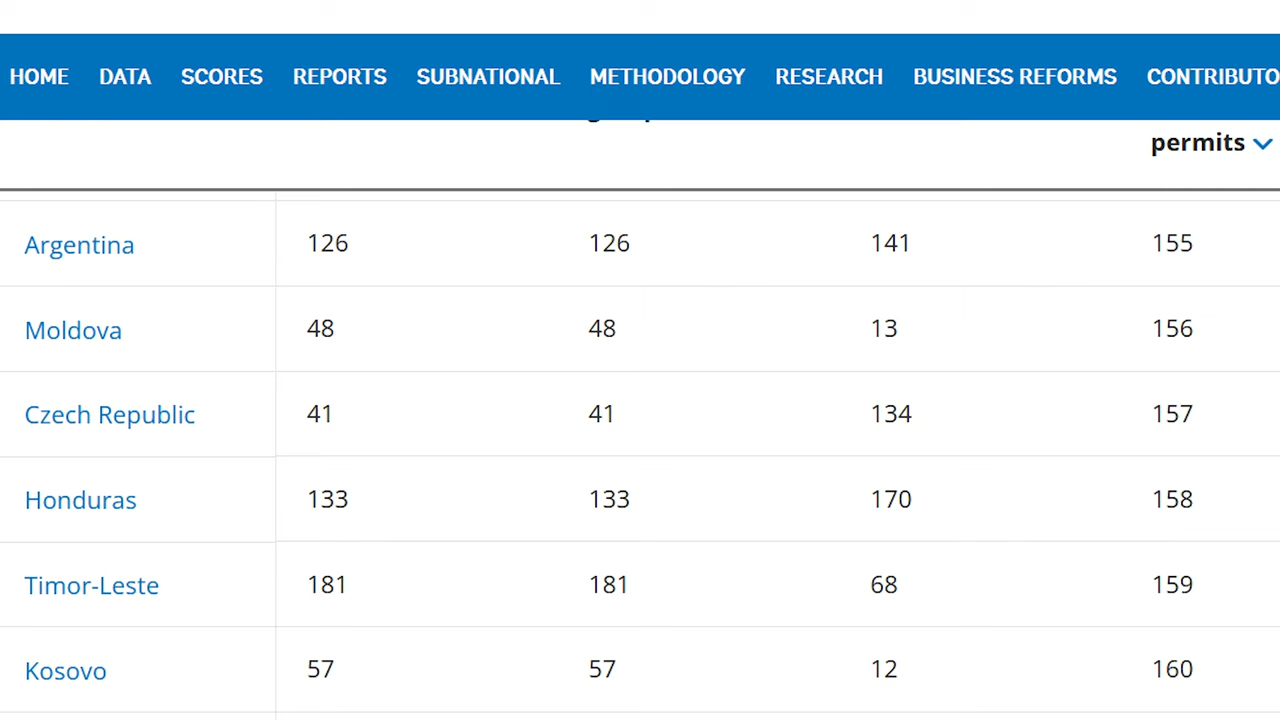 HOME DATA SCORES REPORTS SUBNATIONAL METHODOLOGY RESEARCH BUSINESS REFORMS CONTRIBUTO
permits
Argentina 126 126 141 155
Moldova 48 48 13 156
Czech Republic 41 41 134 157
Honduras 133 133 170 158
Timor-Leste 181 181 68 159
Kosovo 57 57 12 160